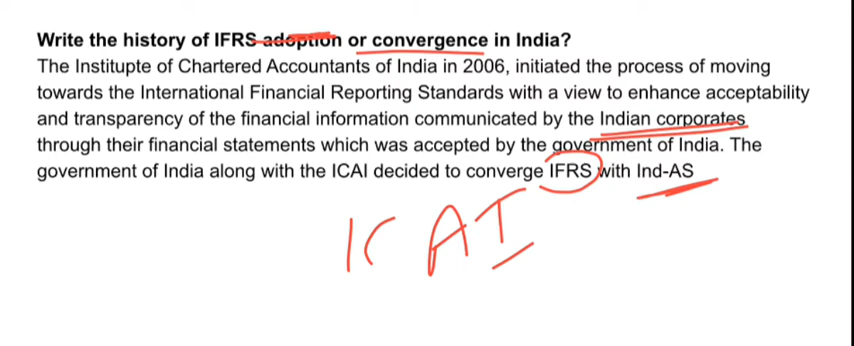 Write the history of IFRS adoption or convergence in India?
The Institupte of Chartered Accountants of India in 2006, initiated the process of moving
towards the International Financial Reporting Standards with a view to enhance acceptability
and transparency of the financial information communicated by the Indian corporates
through their financial statements which was accepted by the government of India. The
government of India along with the ICAI decided to converge IFRS with Ind-AS
ICAI